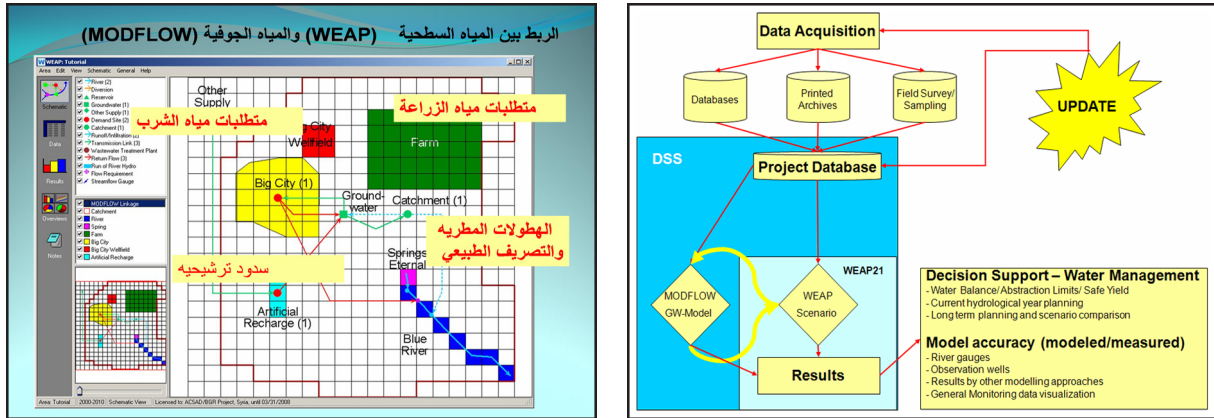 الربط بين المياه السطحية (WEAP) والمياه الجوفية (MODFLOW)
WEAP: Tutorial
Area Edit View Schematic General Help
Schematic
Data
Results
Overviews
Notes
River (2)
Diversion
Reservoir
Groundwater (1)
Other Supply (1)
Demand Site (2)
Catchment (1)
Runoff/Infiltration (2)
Transmission Link (3)
Wastewater Treatment Plant
Return Flow (3)
Run of River Hydro
Flow Requirement
Streamflow Gauge
MODFLOW Linkage
Catchment
River
Spring
Farm
Big City
Big City Wellfield
Artificial Recharge
Other
Supply
متطلبات مياه الزراعة
متطلبات مياه الشرب
g City
Wellfield
Farm
Big City (1)
Ground-
water
Catchment (1)
الهطولات المطريه
والتصريف الطبيعي
Springs
Eternal
سدود ترشيحيه
Artificial
Recharge (1)
Blue
River
Area: Tutorial 2000-2010 Schematic View Licensed to: ACSAD/BGR Project, Syria, until 03/31/2008
Data Acquisition
Databases
Printed
Archives
Field Survey/
Sampling
UPDATE
DSS
Project Database
WEAP21
MODFLOW
GW-Model
WEAP
Scenario
Results
Decision Support – Water Management
- Water Balance/ Abstraction Limits/ Safe Yield
- Current hydrological year planning
- Long term planning and scenario comparison
Model accuracy (modeled/measured)
- River gauges
- Observation wells
- Results by other modelling approaches
- General Monitoring data visualization